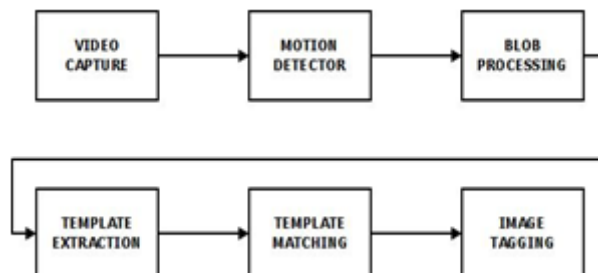 VIDEO
CAPTURE
MOTION
DETECTOR
BLOB
PROCESSING
TEMPLATE
EXTRACTION
TEMPLATE
MATCHING
IMAGE
TAGGING